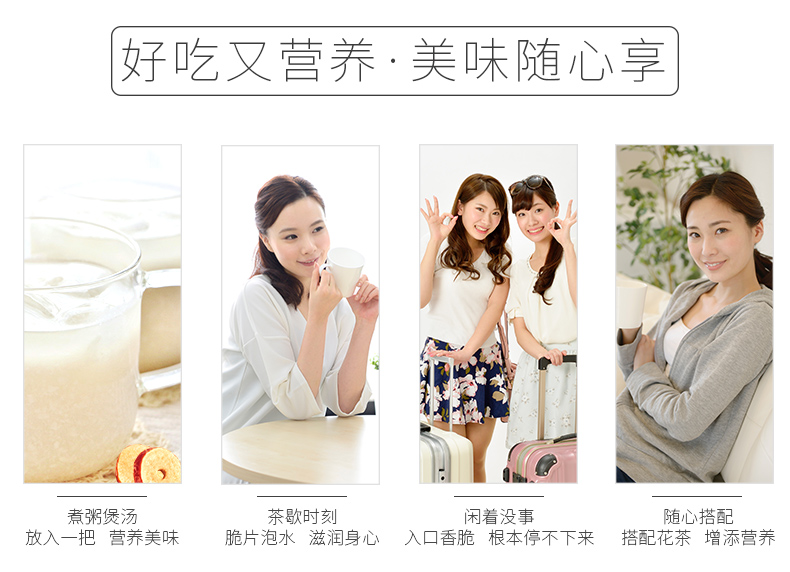 好吃又营养·美味随心享
煮粥煲汤
放入一把 营养美味
茶歇时刻
脆片泡水 滋润身心
闲着没事
入口香脆 根本停不下来
随心搭配
搭配花茶 增添营养